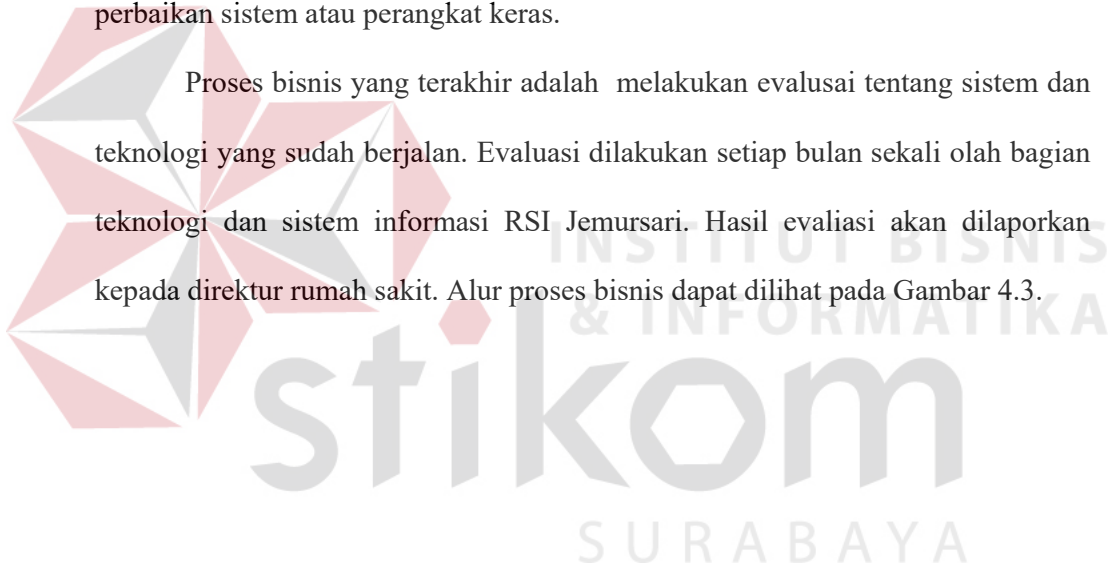 perbaikan sistem atau perangkat keras.
Proses bisnis yang terakhir adalah melakukan evalusai tentang sistem dan
teknologi yang sudah berjalan. Evaluasi dilakukan setiap bulan sekali olah bagian
teknologi dan sistem informasi RSI Jemursari. Hasil evaliasi akan dilaporkan
kepada direktur rumah sakit. Alur proses bisnis dapat dilihat pada Gambar 4.3.
INSTITUT BISNIS
& INFORMATIKA
stikom
SURABAYA